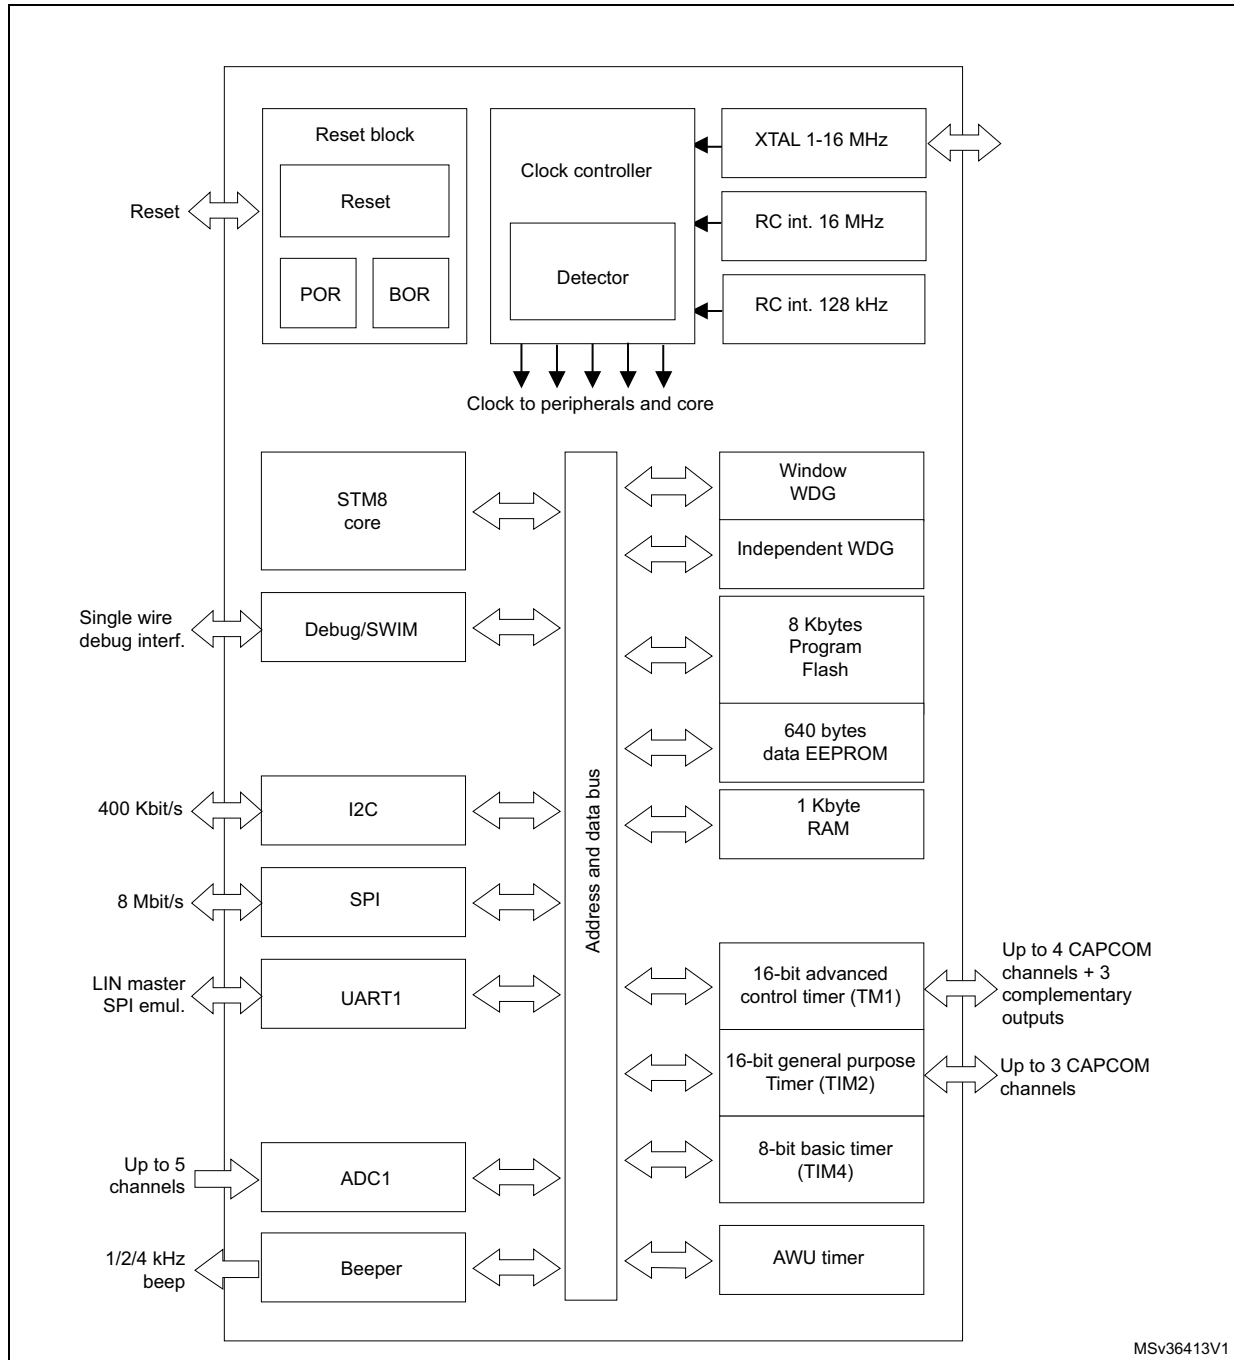 Reset block
Reset
POR
BOR
Reset
Clock controller
Detector
XTAL 1-16 MHz
RC int. 16 MHz
RC int. 128 kHz
Clock to peripherals and core
STM8
core
Single wire
debug interf.
Debug/SWIM
400 Kbit/s
I2C
8 Mbit/s
SPI
LIN master
SPI emul.
UART1
Up to 5
channels
ADC1
1/2/4 kHz
beep
Beeper
Address and data bus
Window
WDG
Independent WDG
8 Kbytes
Program
Flash
640 bytes
data EEPROM
1 Kbyte
RAM
16-bit advanced
control timer (TM1)
Up to 4 CAPCOM
channels + 3
complementary
outputs
16-bit general purpose
Timer (TIM2)
Up to 3 CAPCOM
channels
8-bit basic timer
(TIM4)
AWU timer
MSv36413V1